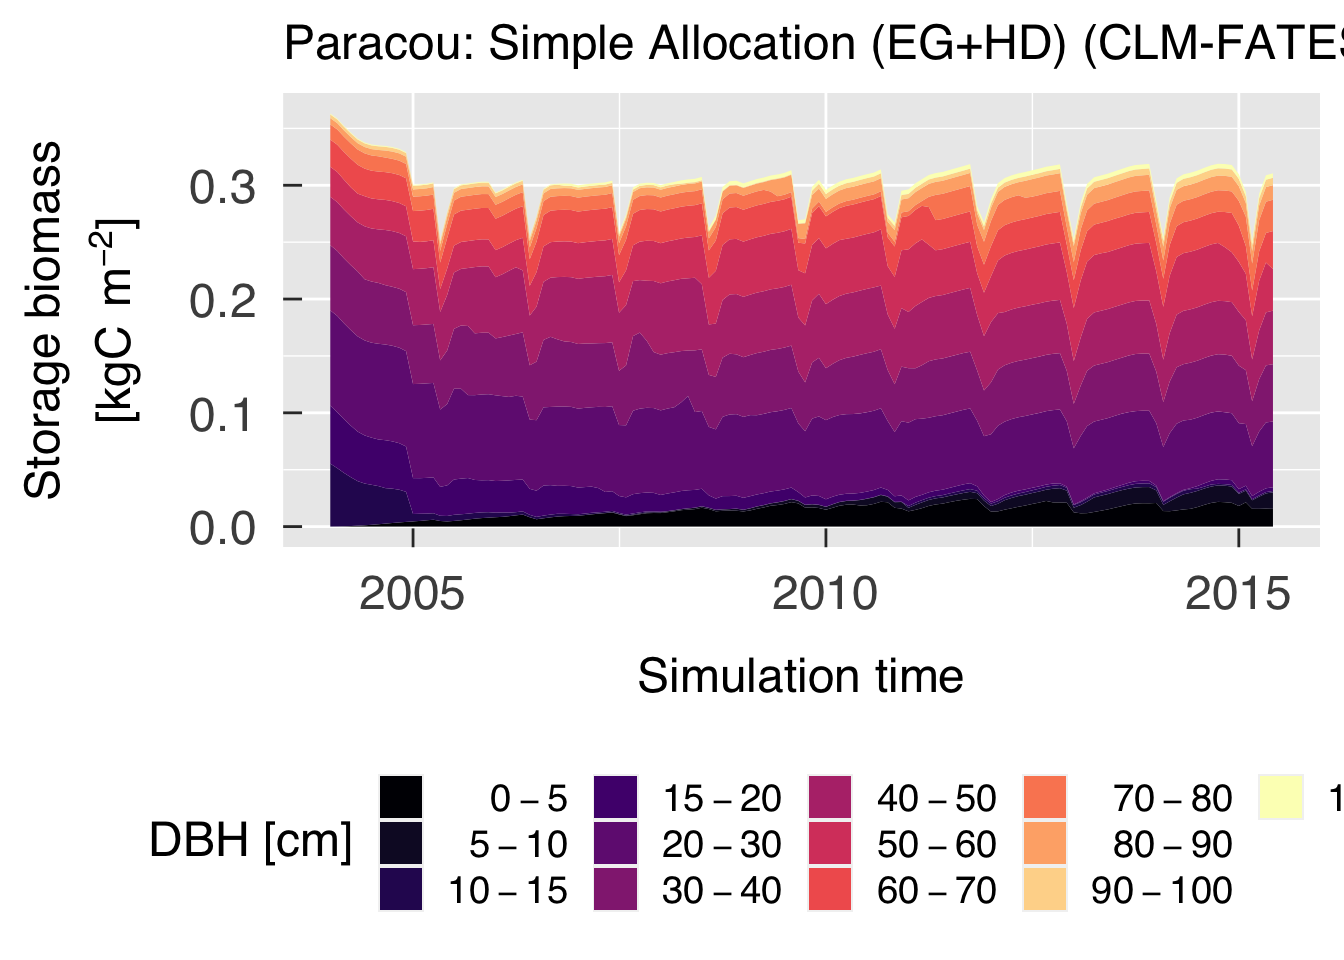 Paracou: Simple Allocation (EG+HD) (CLM-FATES
Storage biomass
[kgC m⁻²]
0.3
0.2
0.1
0.0
2005 2010 2015
Simulation time
DBH [cm]
0 – 5 15 – 20 40 – 50 70 – 80 1
5 – 10 20 – 30 50 – 60 80 – 90
10 – 15 30 – 40 60 – 70 90 – 100